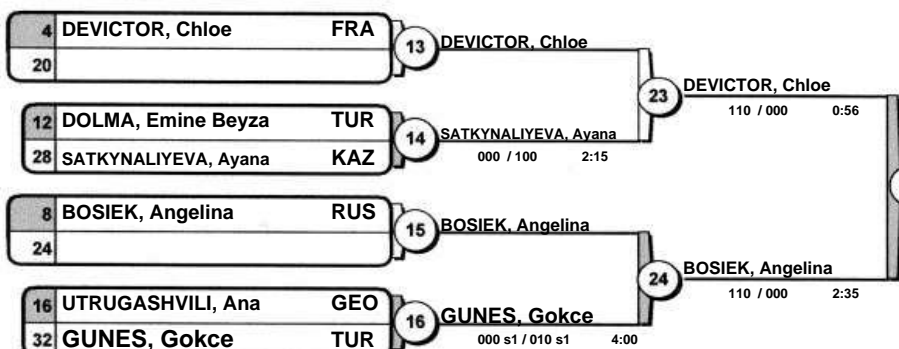 4 DEVICTOR, Chloe FRA
20
13 DEVICTOR, Chloe
12 DOLMA, Emine Beyza TUR
28 SATKYNALIYEVA, Ayana KAZ
14 SATKYNALIYEVA, Ayana
000 / 100 2:15
23 DEVICTOR, Chloe
110 / 000 0:56
8 BOSIEK, Angelina RUS
24
15 BOSIEK, Angelina
16 UTRUGASHVILI, Ana GEO
32 GUNES, Gokce TUR
16 GUNES, Gokce
000 s1 / 010 s1 4:00
24 BOSIEK, Angelina
110 / 000 2:35